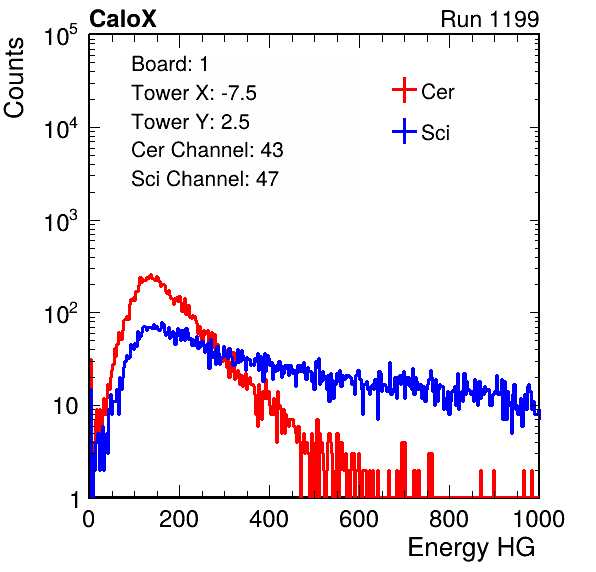 CaloX Run 1199
Counts
10^5
10^4
10^3
10^2
10
1
Board: 1
Tower X: -7.5
Tower Y: 2.5
Cer Channel: 43
Sci Channel: 47
Cer
Sci
0 200 400 600 800 1000
Energy HG